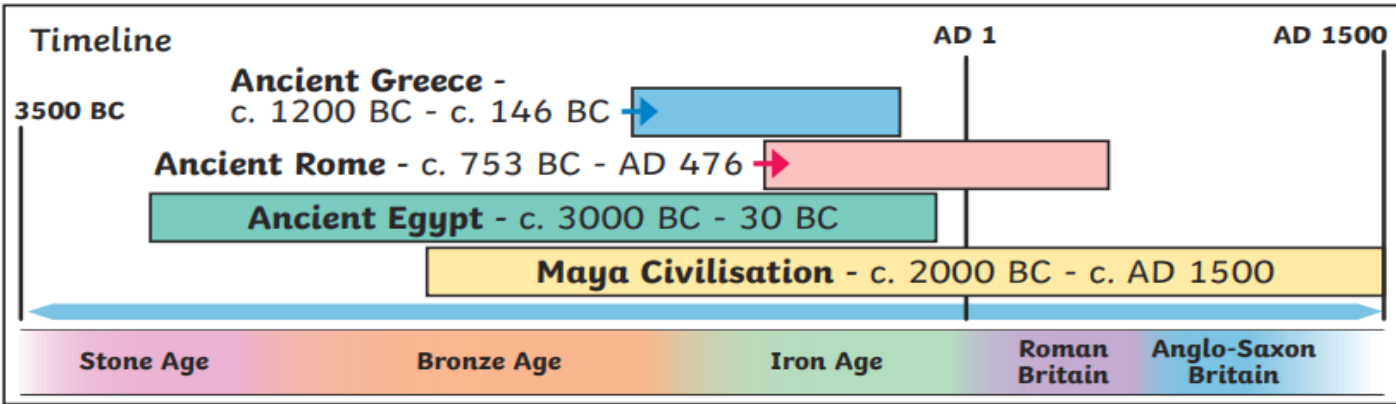 Timeline
AD 1
AD 1500
3500 BC
Ancient Greece -
c. 1200 BC - c. 146 BC
Ancient Rome - c. 753 BC - AD 476
Ancient Egypt - c. 3000 BC - 30 BC
Maya Civilisation - c. 2000 BC - c. AD 1500
Stone Age
Bronze Age
Iron Age
Roman
Britain
Anglo-Saxon
Britain